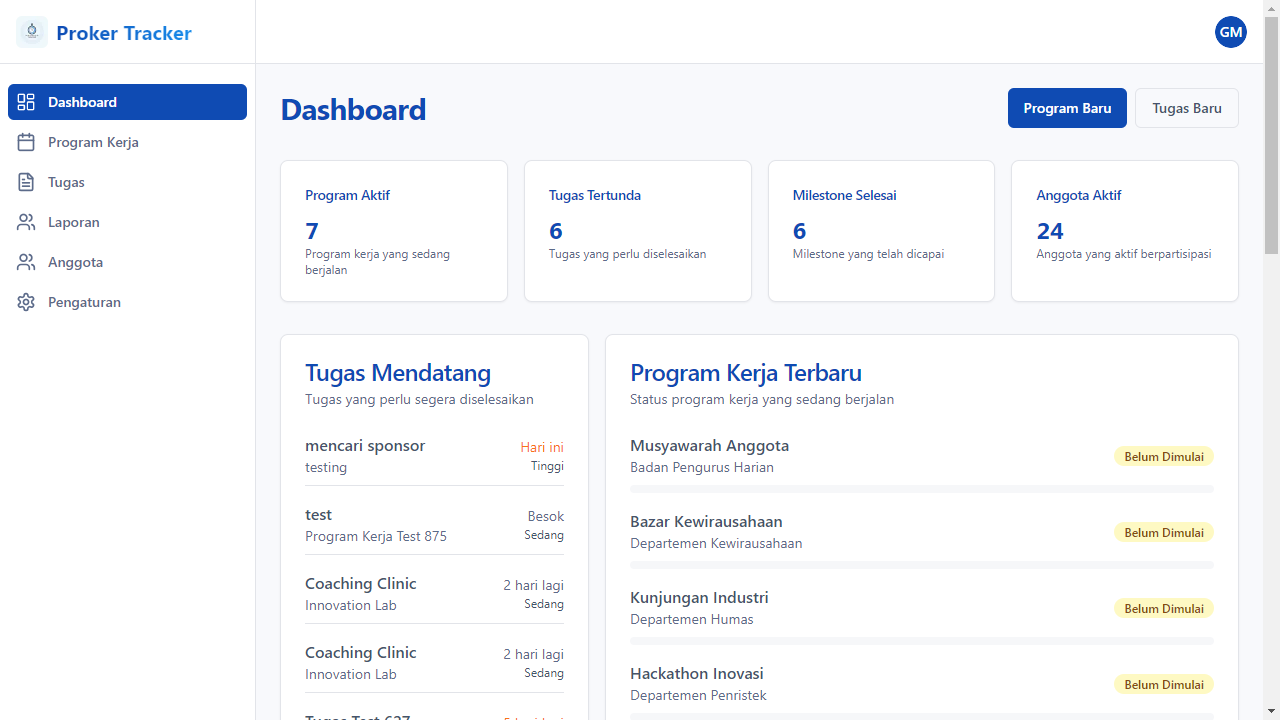 Proker Tracker
GM
Dashboard
Program Kerja
Tugas
Laporan
Anggota
Pengaturan
Dashboard
Program Baru
Tugas Baru
Program Aktif
7
Program kerja yang sedang
berjalan
Tugas Tertunda
6
Tugas yang perlu diselesaikan
Milestone Selesai
6
Milestone yang telah dicapai
Anggota Aktif
24
Anggota yang aktif berpartisipasi
Tugas Mendatang
Tugas yang perlu segera diselesaikan
mencari sponsor
Hari ini
testing
Tinggi
test
Besok
Program Kerja Test 875
Sedang
Coaching Clinic
2 hari lagi
Innovation Lab
Sedang
Coaching Clinic
2 hari lagi
Innovation Lab
Sedang
Program Kerja Terbaru
Status program kerja yang sedang berjalan
Musyawarah Anggota
Badan Pengurus Harian
Belum Dimulai
Bazar Kewirausahaan
Departemen Kewirausahaan
Belum Dimulai
Kunjungan Industri
Departemen Humas
Belum Dimulai
Hackathon Inovasi
Departemen Penristek
Belum Dimulai